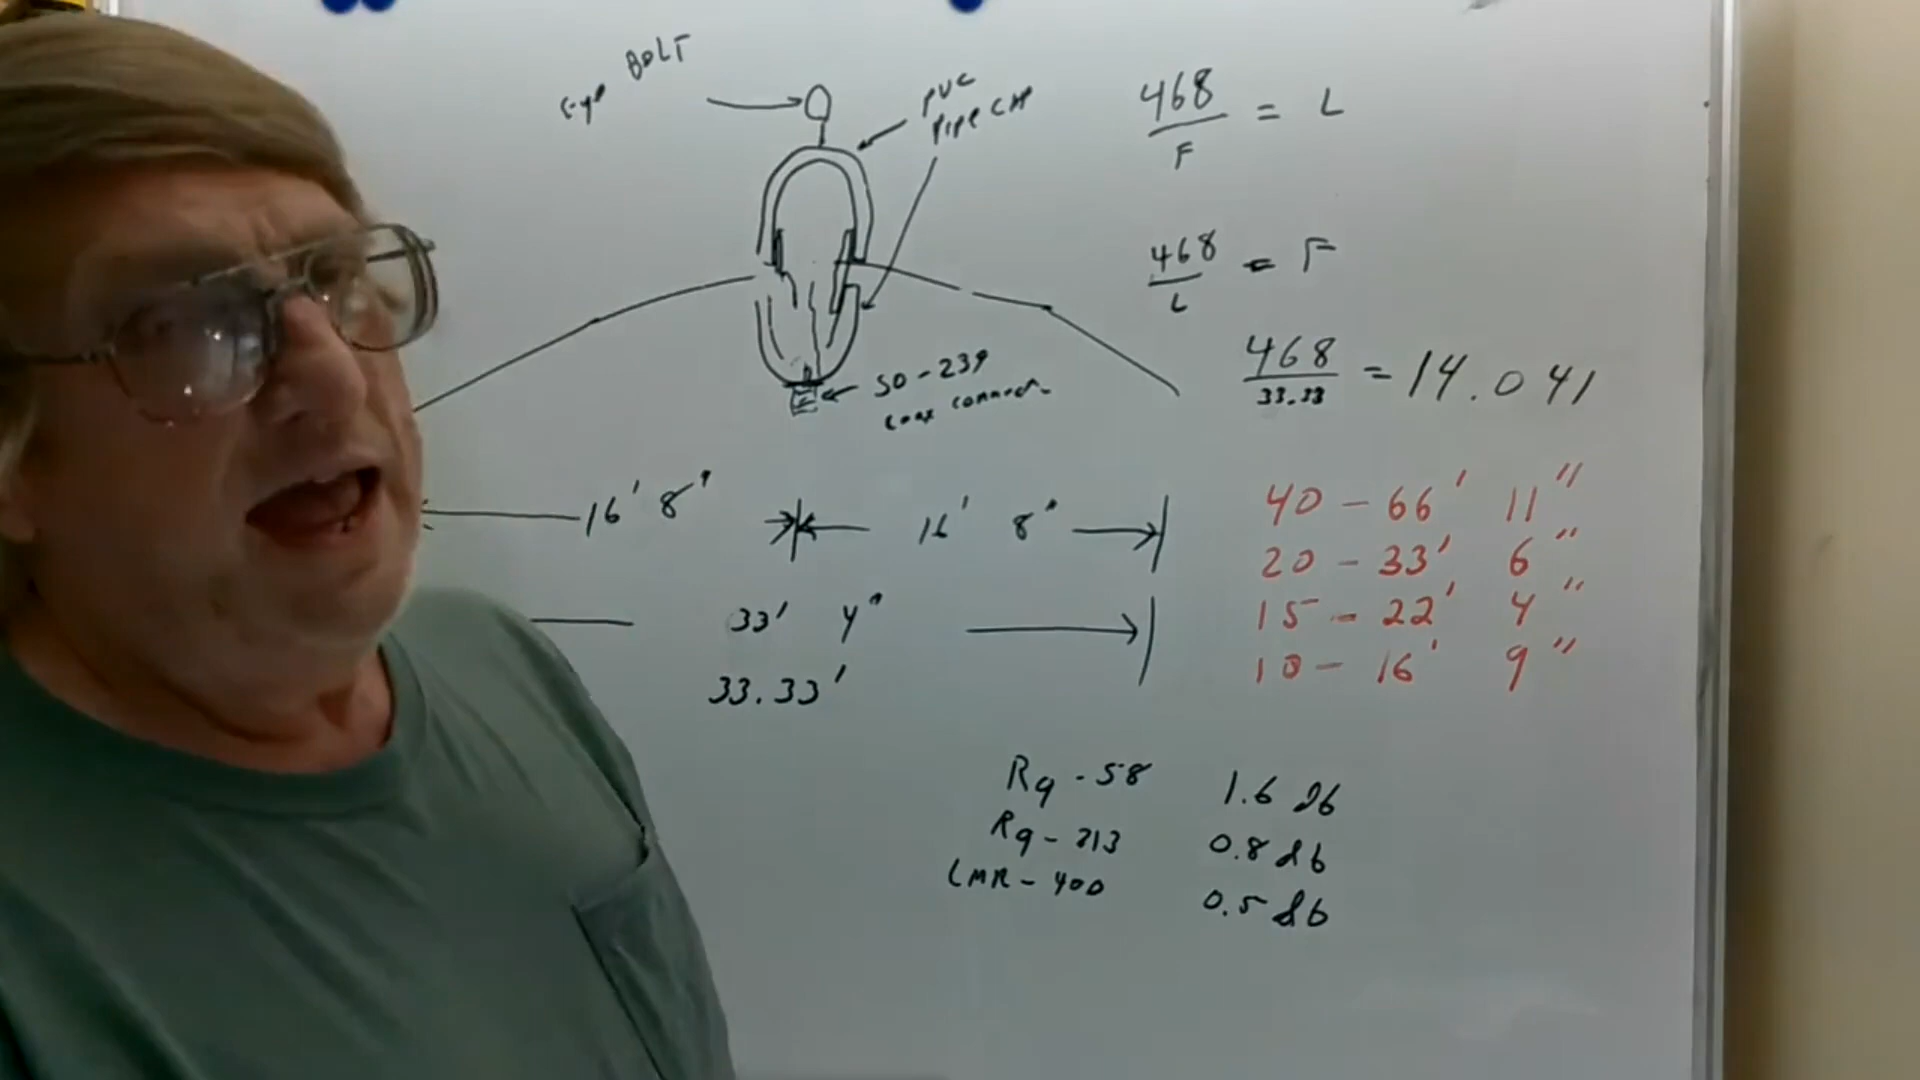 Eye BOLT
PVC
PIPE CAP
SO-239
coax connect
16' 8" 16' 8"
33' 4"
33.33'
468
F = L
468
L = F
468
33.33 = 14.041
40 - 66' 11"
20 - 33' 6"
15 - 22' 4"
10 - 16' 9"
Rg-58 1.6 db
Rg-213 0.8 db
LMR-400 0.5 db